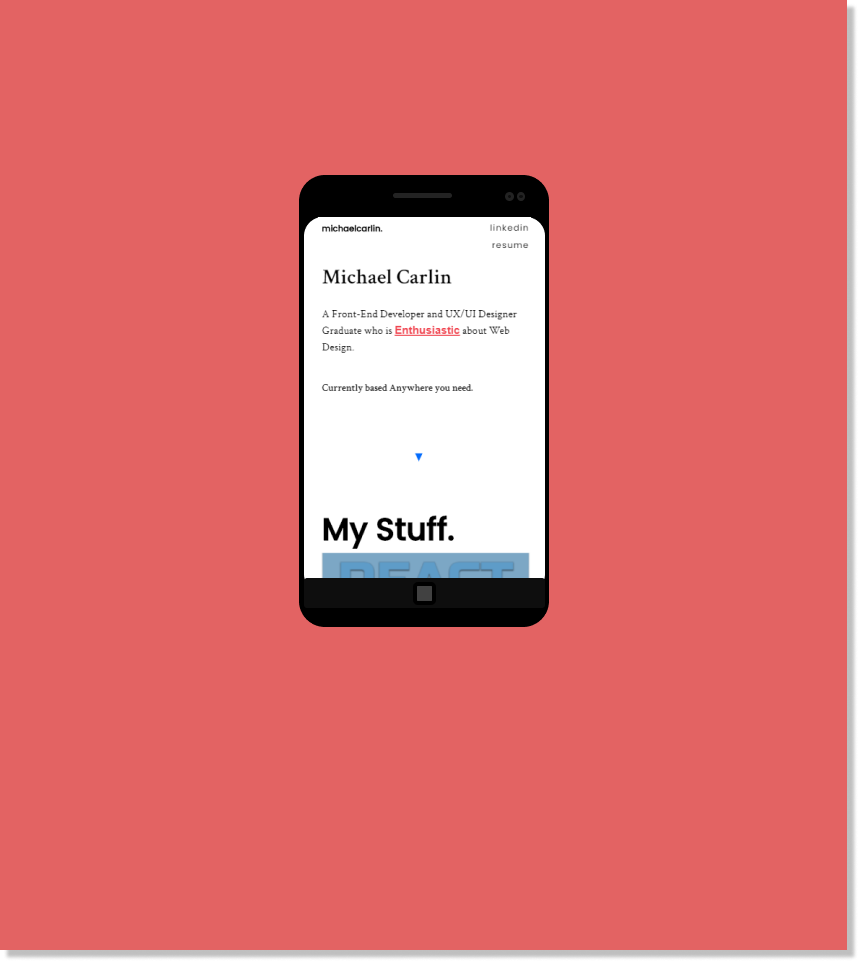 michaelcarlin.
linkedin
resume
Michael Carlin
A Front-End Developer and UX/UI Designer
Graduate who is Enthusiastic about Web
Design.
Currently based Anywhere you need.
My Stuff.
REACT